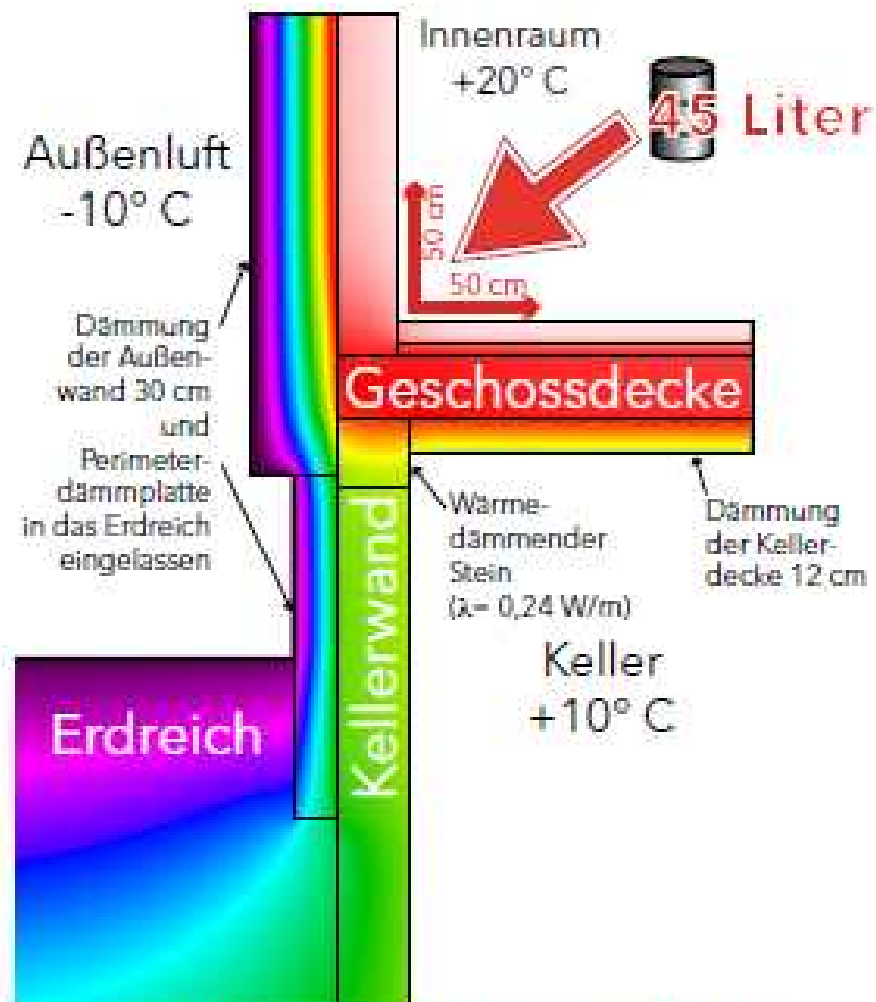 Innenraum
+20° C
45 Liter
Außenluft
-10° C
50 cm
50 cm
Dämmung
der Außen-
wand 30 cm
und
Perimeter-
dämmplatte
in das Erdreich
eingelassen
Geschossdecke
Wärme-
dämmender
Stein
(λ= 0,24 W/m)
Dämmung
der Keller-
decke 12 cm
Kellerwand
Keller
+10° C
Erdreich